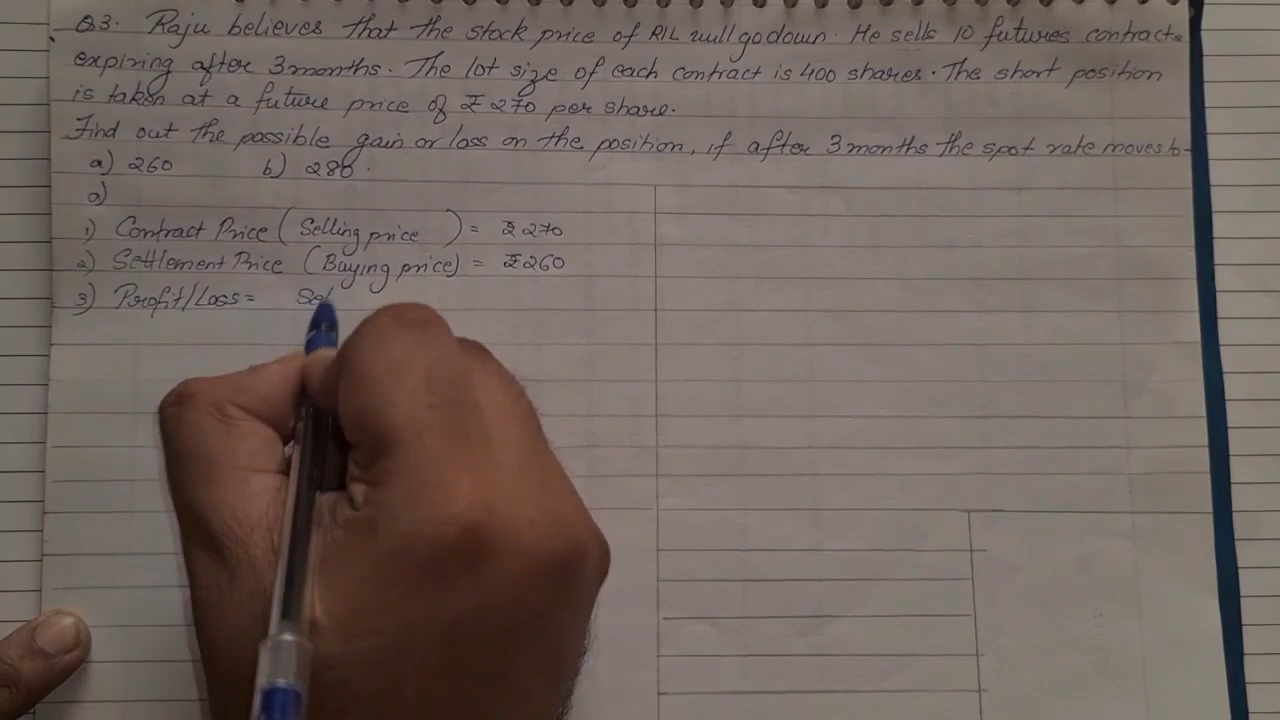 Q3. Raju believes that the stock price of RIL will go down. He sells 10 futures contracts
expiring after 3 months. The lot size of each contract is 400 shares. The short position
is taken at a future price of ₹270 per share.
Find out the possible gain or loss on the position, if after 3 months the spot rate moves to-
a) 260 b) 280.
a)
1) Contract Price (Selling price ) = ₹270
2) Settlement Price (Buying price) = ₹260
3) Profit/Loss = Sel